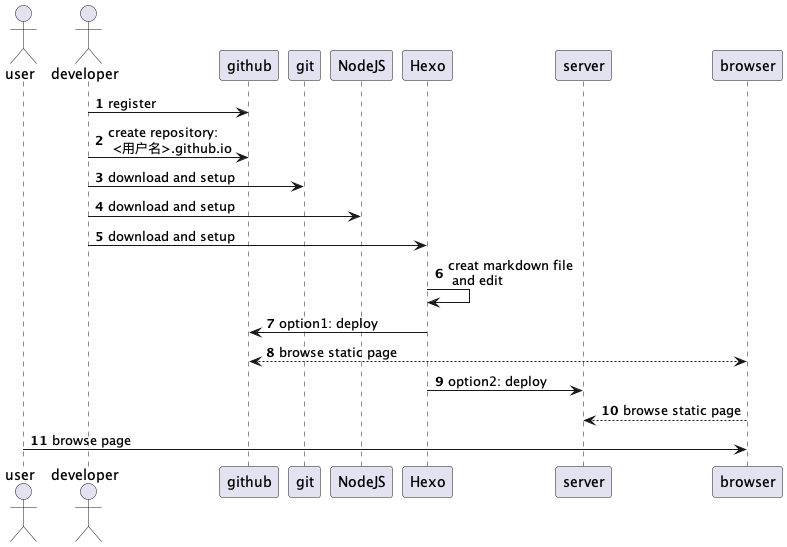 user
developer
github
git
NodeJS
Hexo
server
browser
1 register
2 create repository:
<用户名>.github.io
3 download and setup
4 download and setup
5 download and setup
6 creat markdown file
and edit
7 option1: deploy
8 browse static page
9 option2: deploy
10 browse static page
11 browse page
user
developer
github
git
NodeJS
Hexo
server
browser